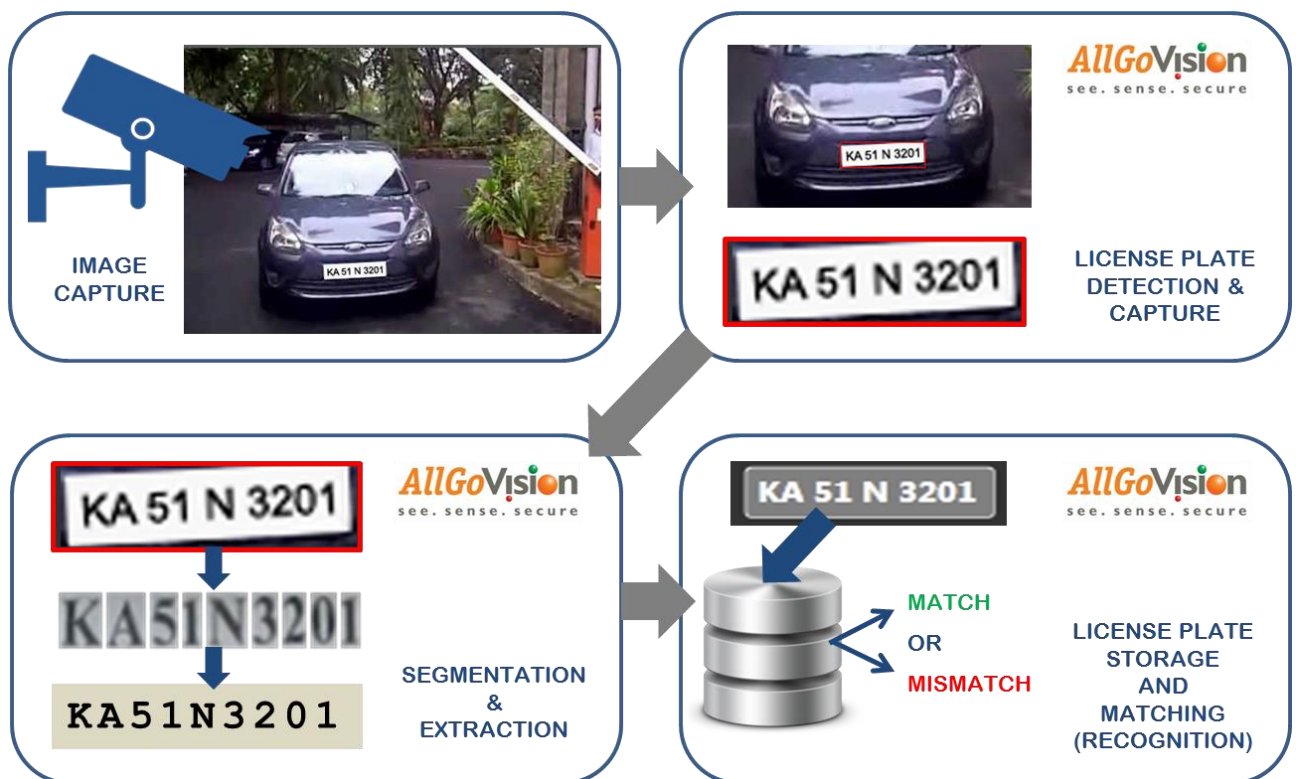 IMAGE
CAPTURE
KA 51 N 3201
KA 51 N 3201
AllGoVision
see. sense. secure
KA 51 N 3201
LICENSE PLATE
DETECTION &
CAPTURE
KA 51 N 3201
AllGoVision
see. sense. secure
KA51N3201
KA51N3201
SEGMENTATION
&
EXTRACTION
KA 51 N 3201
AllGoVision
see. sense. secure
MATCH
OR
MISMATCH
LICENSE PLATE
STORAGE
AND
MATCHING
(RECOGNITION)